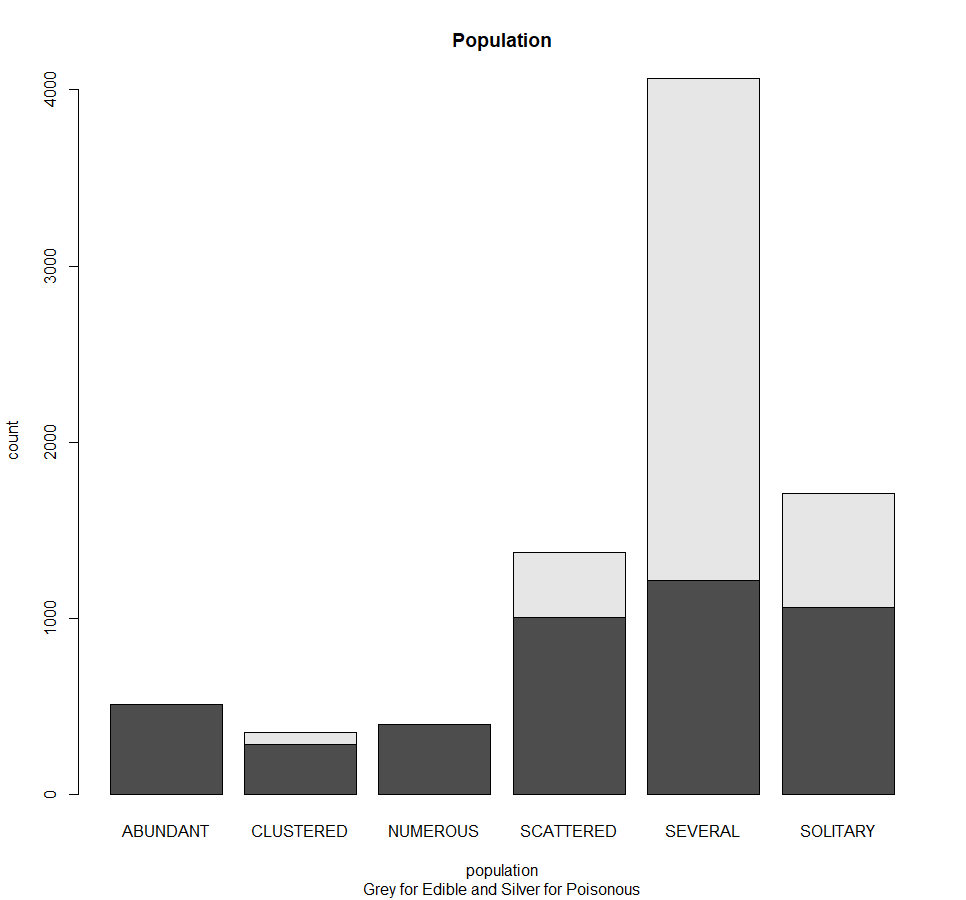 Population
4000
3000
2000
1000
0
count
ABUNDANT CLUSTERED NUMEROUS SCATTERED SEVERAL SOLITARY
population
Grey for Edible and Silver for Poisonous